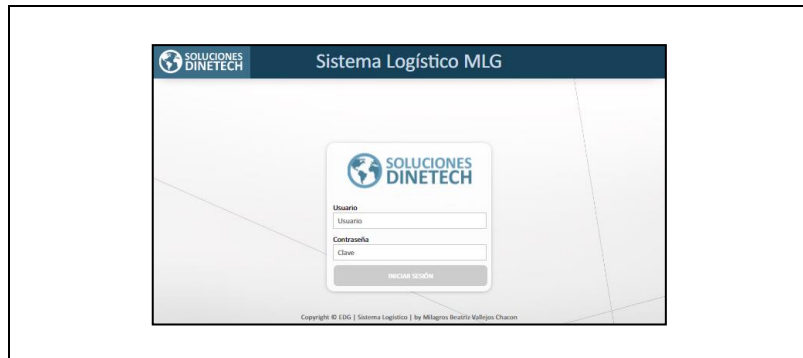 SOLUCIONES
DINETECH
Sistema Logístico MLG
SOLUCIONES
DINETECH
Usuario
Usuario
Contraseña
Clave
INICIAR SESIÓN
Copyright © EDG | Sistema Logístico | by Milagros Beatriz Vallejos Chacon